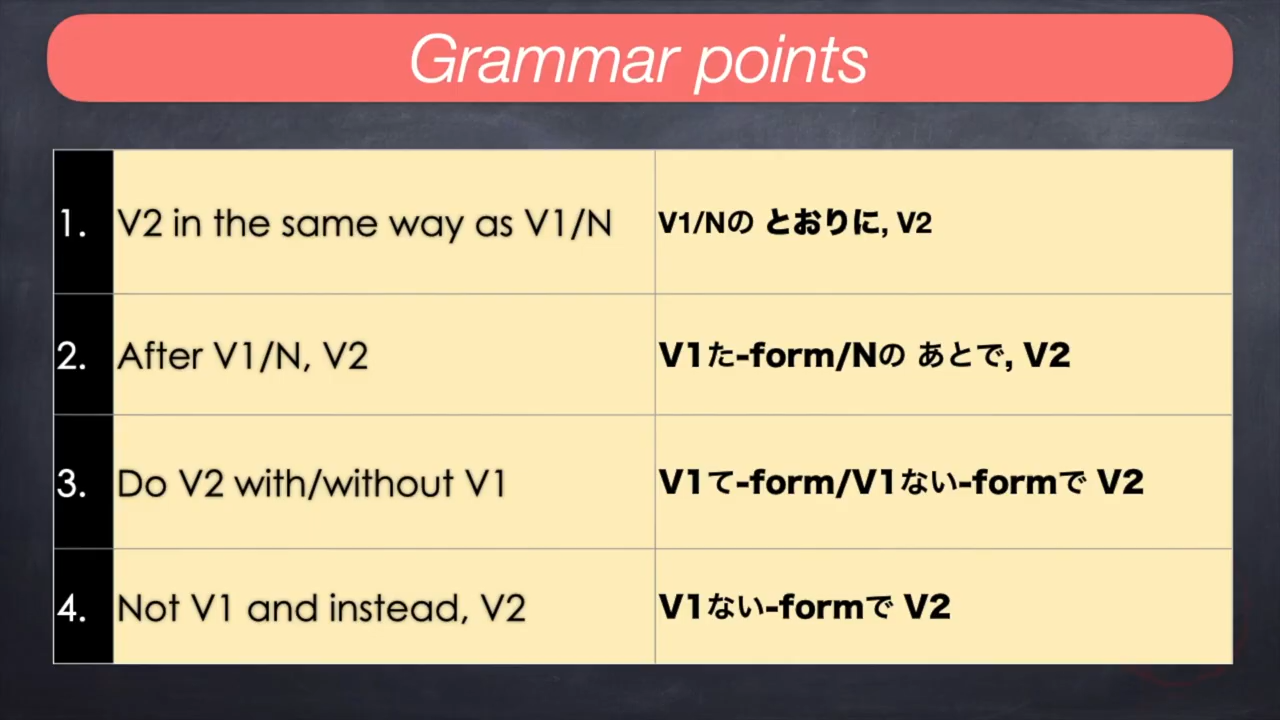 Grammar points
1. V2 in the same way as V1/N V1/Nの とおりに, V2
2. After V1/N, V2 V1た-form/Nの あとで, V2
3. Do V2 with/without V1 V1て-form/V1ない-formで V2
4. Not V1 and instead, V2 V1ない-formで V2